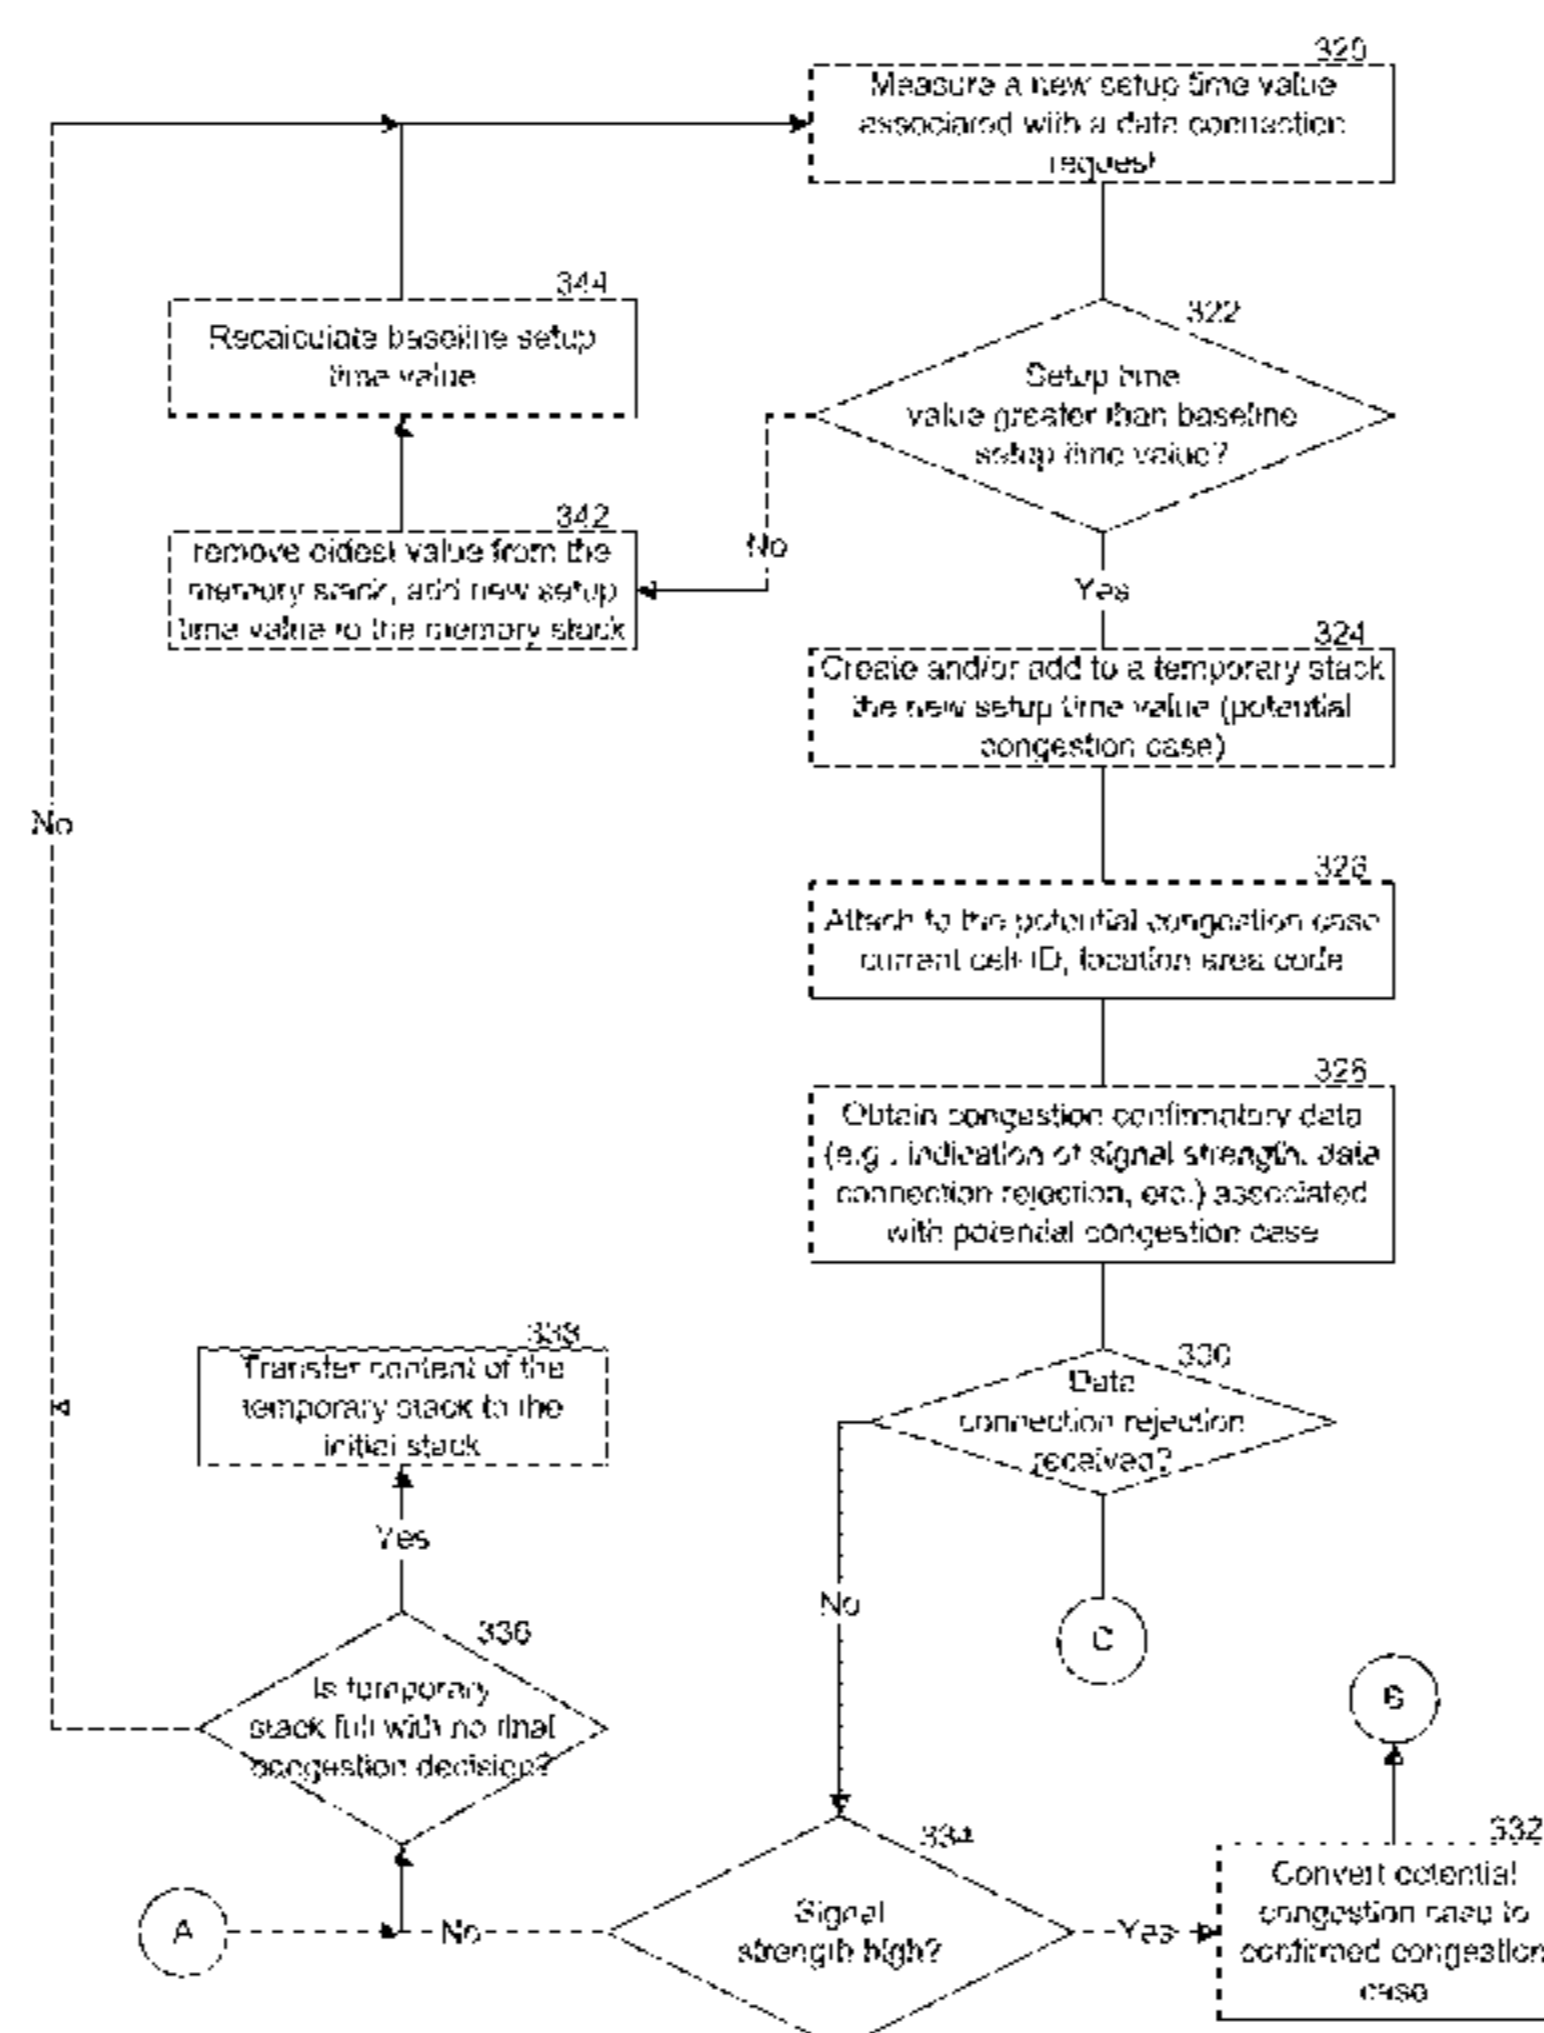 320
Measure a new setup time value
associated with a data connection
request
344
Recalculate baseline setup
time value
322
Setup time
value greater than baseline
setup time value?
342
remove oldest value from the
memory stack, add new setup
time value to the memory stack
No
Yes
324
Create and/or add to a temporary stack
the new setup time value (potential
congestion case)
No
326
Attach to the potential congestion case
current cell-ID, location area code
328
Obtain congestion confirmatory data
(e.g., indication of signal strength, data
connection rejection, etc.) associated
with potential congestion case
338
Transfer content of the
temporary stack to the
initial stack
330
Data
connection rejection
received?
Yes
No
C
336
Is temporary
stack full with no final
congestion decision?
B
334
Signal
strength high?
332
Convert potential
congestion case to
confirmed congestion
case
A
No
Yes